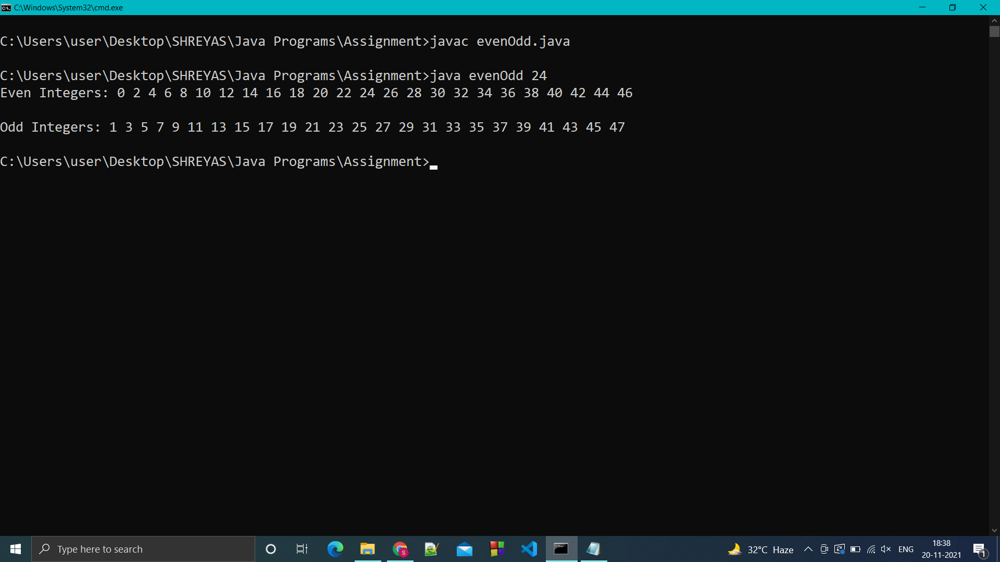 C:\Windows\System32\cmd.exe
C:\Users\user\Desktop\SHREYAS\Java Programs\Assignment>javac evenOdd.java
C:\Users\user\Desktop\SHREYAS\Java Programs\Assignment>java evenOdd 24
Even Integers: 0 2 4 6 8 10 12 14 16 18 20 22 24 26 28 30 32 34 36 38 40 42 44 46
Odd Integers: 1 3 5 7 9 11 13 15 17 19 21 23 25 27 29 31 33 35 37 39 41 43 45 47
C:\Users\user\Desktop\SHREYAS\Java Programs\Assignment>
Type here to search
S
32°C Haze
ENG
18:38
20-11-2021
1